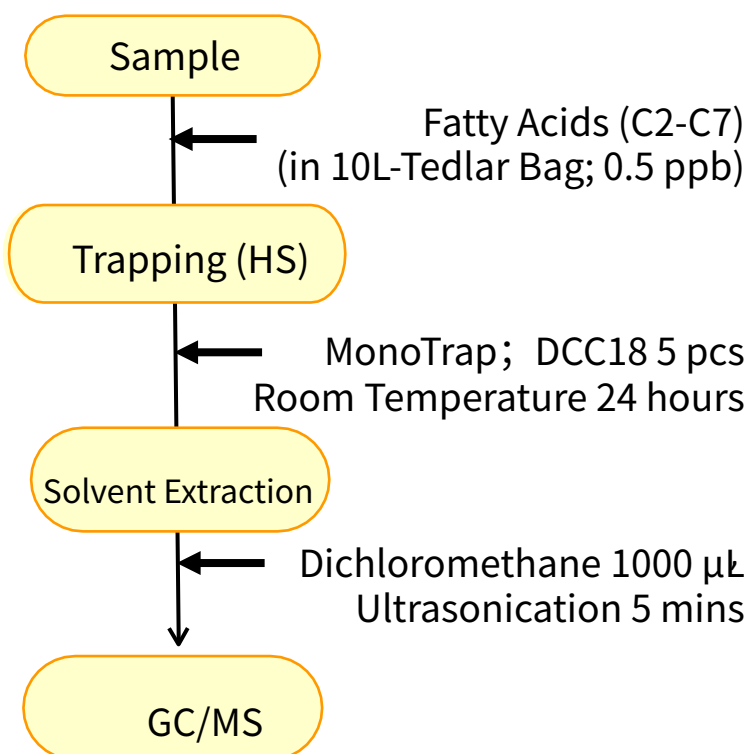 Sample
Fatty Acids (C2-C7)
(in 10L-Tedlar Bag; 0.5 ppb)
Trapping (HS)
MonoTrap；DCC18 5 pcs
Room Temperature 24 hours
Solvent Extraction
Dichloromethane 1000 µL
Ultrasonication 5 mins
GC/MS